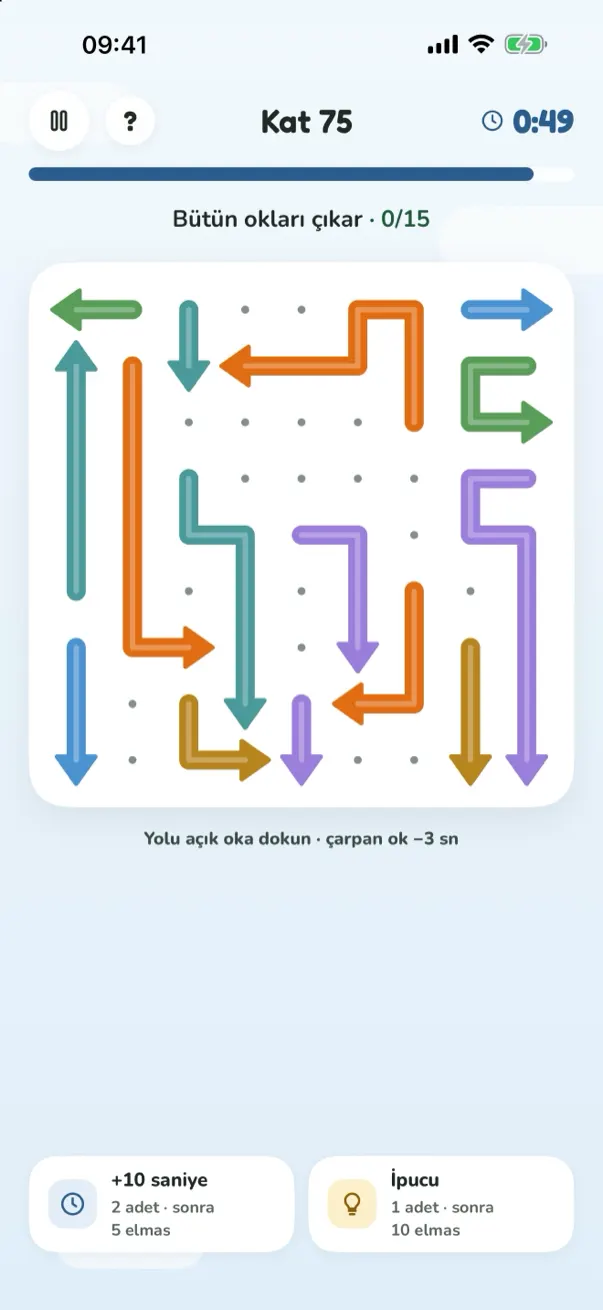 09:41
?
Kat 75
0:49
Bütün okları çıkar · 0/15
Yolu açık oka dokun · çarpan ok −3 sn
+10 saniye
2 adet · sonra
5 elmas
İpucu
1 adet · sonra
10 elmas